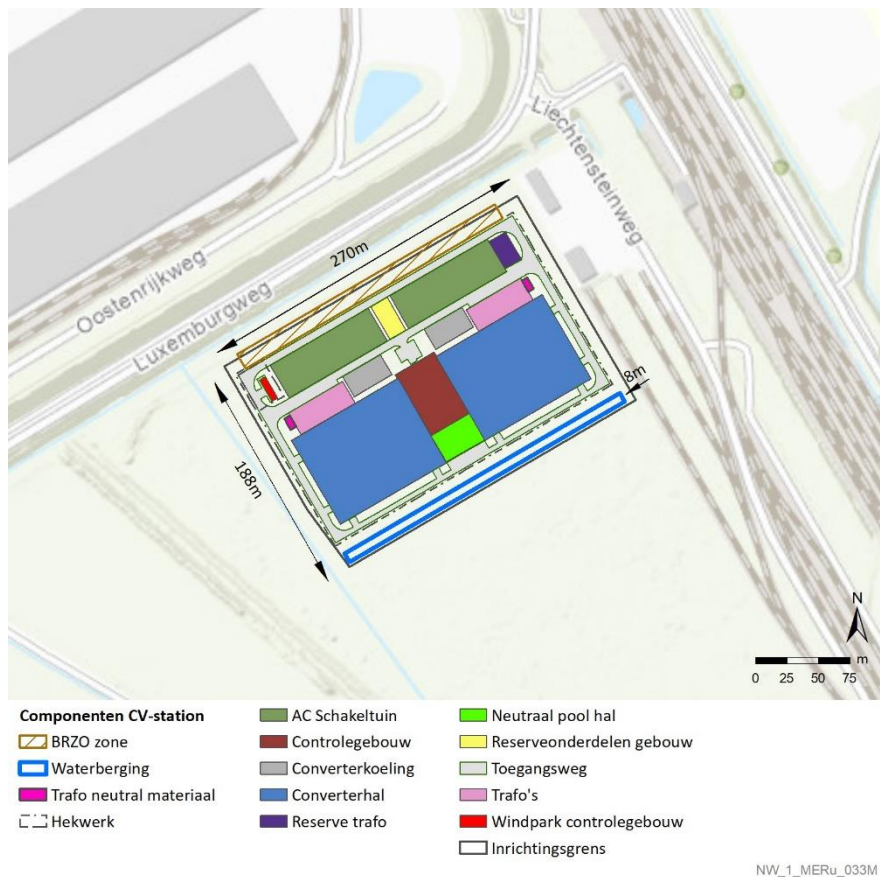 Liechtensteinweg
270m
Oostenrijkweg
Luxemburgweg
8m
188m
N
m
0 25 50 75
Componenten CV-station
BRZO zone
Waterberging
Trafo neutral materiaal
Hekwerk
AC Schakeltuin
Controlegebouw
Converterkoeling
Converterhal
Reserve trafo
Neutraal pool hal
Reserveonderdelen gebouw
Toegangsweg
Trafo's
Windpark controlegebouw
Inrichtingsgrens
NW_1_MERu_033M